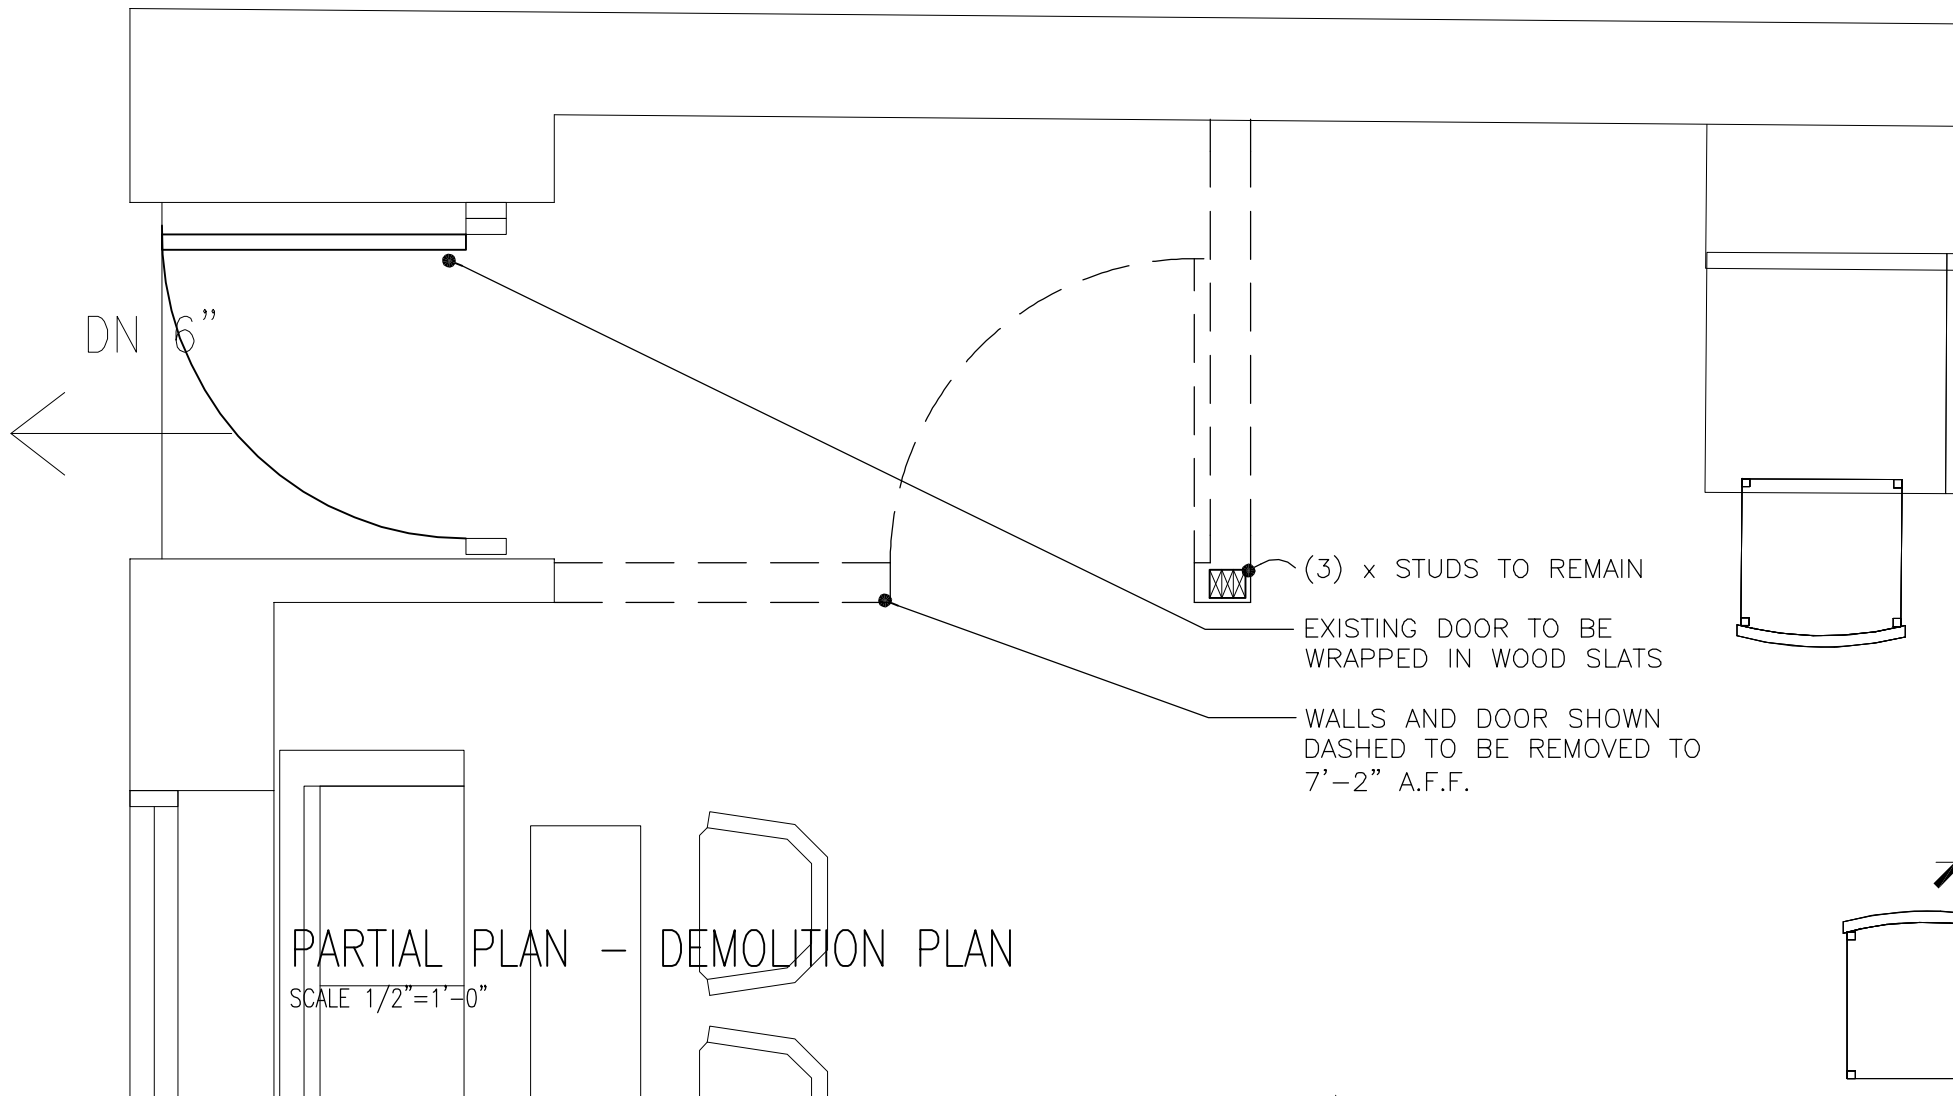 DN 6”
(3) x STUDS TO REMAIN
EXISTING DOOR TO BE
WRAPPED IN WOOD SLATS
WALLS AND DOOR SHOWN
DASHED TO BE REMOVED TO
7’-2” A.F.F.
PARTIAL PLAN - DEMOLITION PLAN
SCALE 1/2”=1’-0”